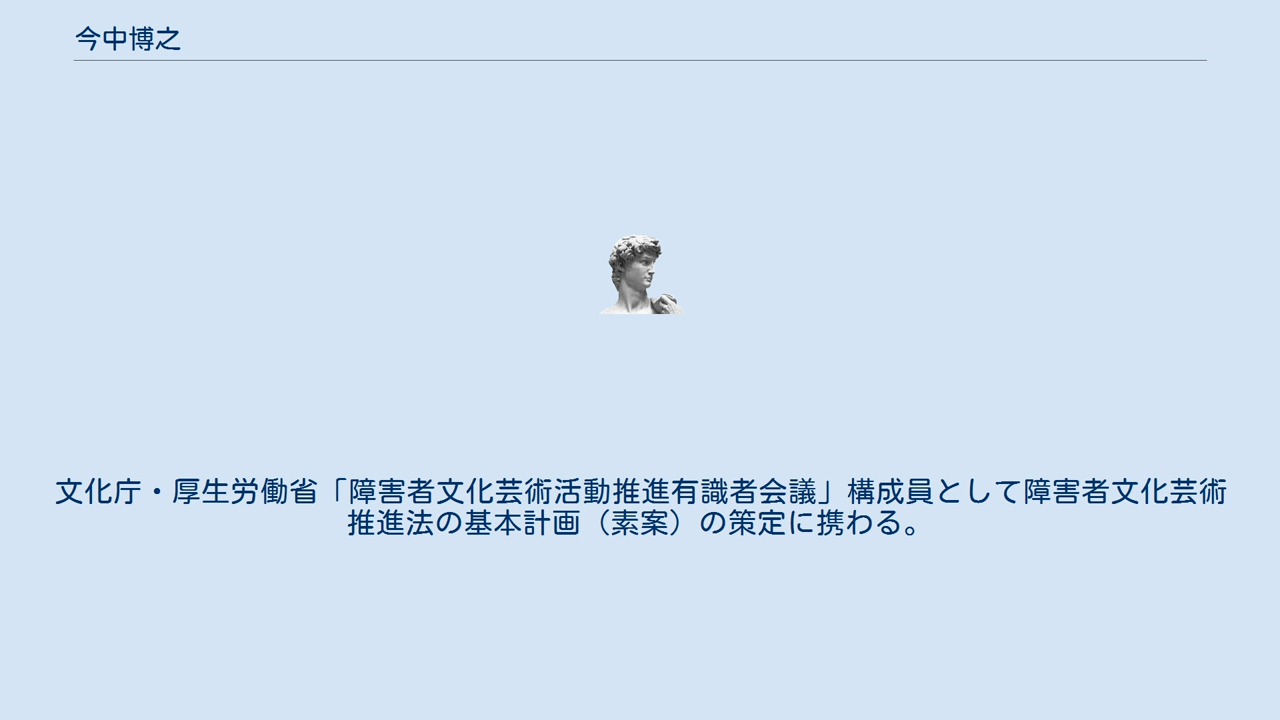 今中博之
文化庁・厚生労働省「障害者文化芸術活動推進有識者会議」構成員として障害者文化芸術
推進法の基本計画（素案）の策定に携わる。